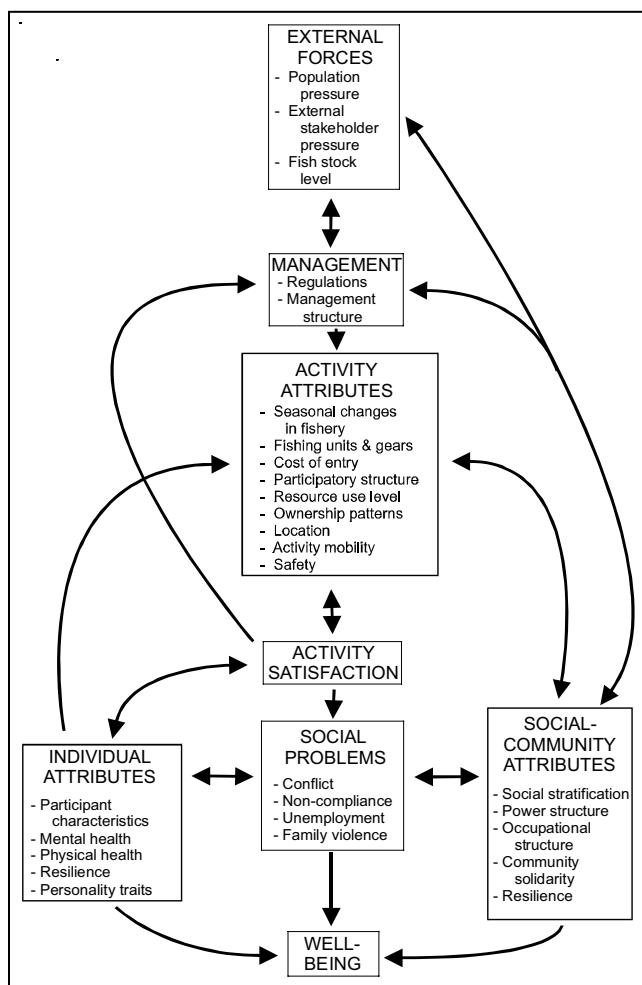 EXTERNAL
FORCES
- Population
pressure
- External
stakeholder
pressure
- Fish stock
level
MANAGEMENT
- Regulations
- Management
structure
ACTIVITY
ATTRIBUTES
- Seasonal changes
in fishery
- Fishing units & gears
- Cost of entry
- Participatory structure
- Resource use level
- Ownership patterns
- Location
- Activity mobility
- Safety
ACTIVITY
SATISFACTION
INDIVIDUAL
ATTRIBUTES
- Participant
characteristics
- Mental health
- Physical health
- Resilience
- Personality traits
SOCIAL
PROBLEMS
- Conflict
- Non-compliance
- Unemployment
- Family violence
SOCIAL-
COMMUNITY
ATTRIBUTES
- Social stratification
- Power structure
- Occupational
structure
- Community
solidarity
- Resilience
WELL-
BEING